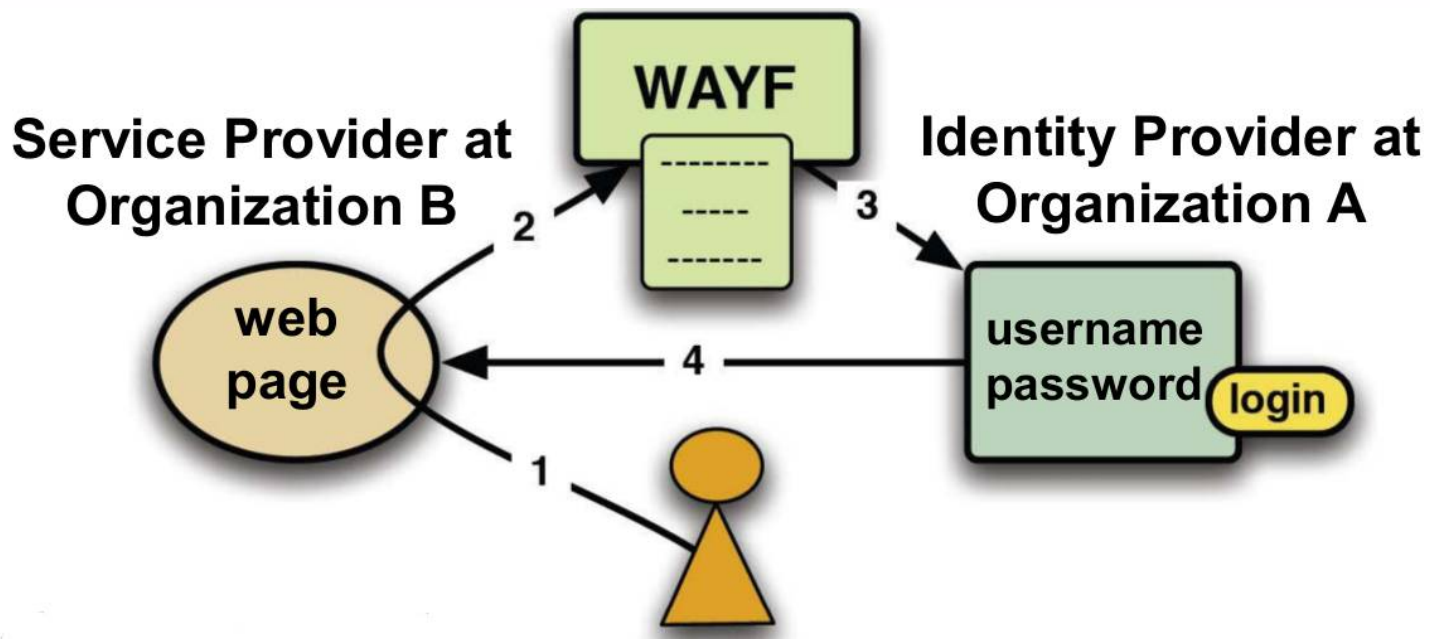 WAYF
Service Provider at
Organization B
Identity Provider at
Organization A
--------
-----
-------
2
3
web
page
username
password
login
4
1